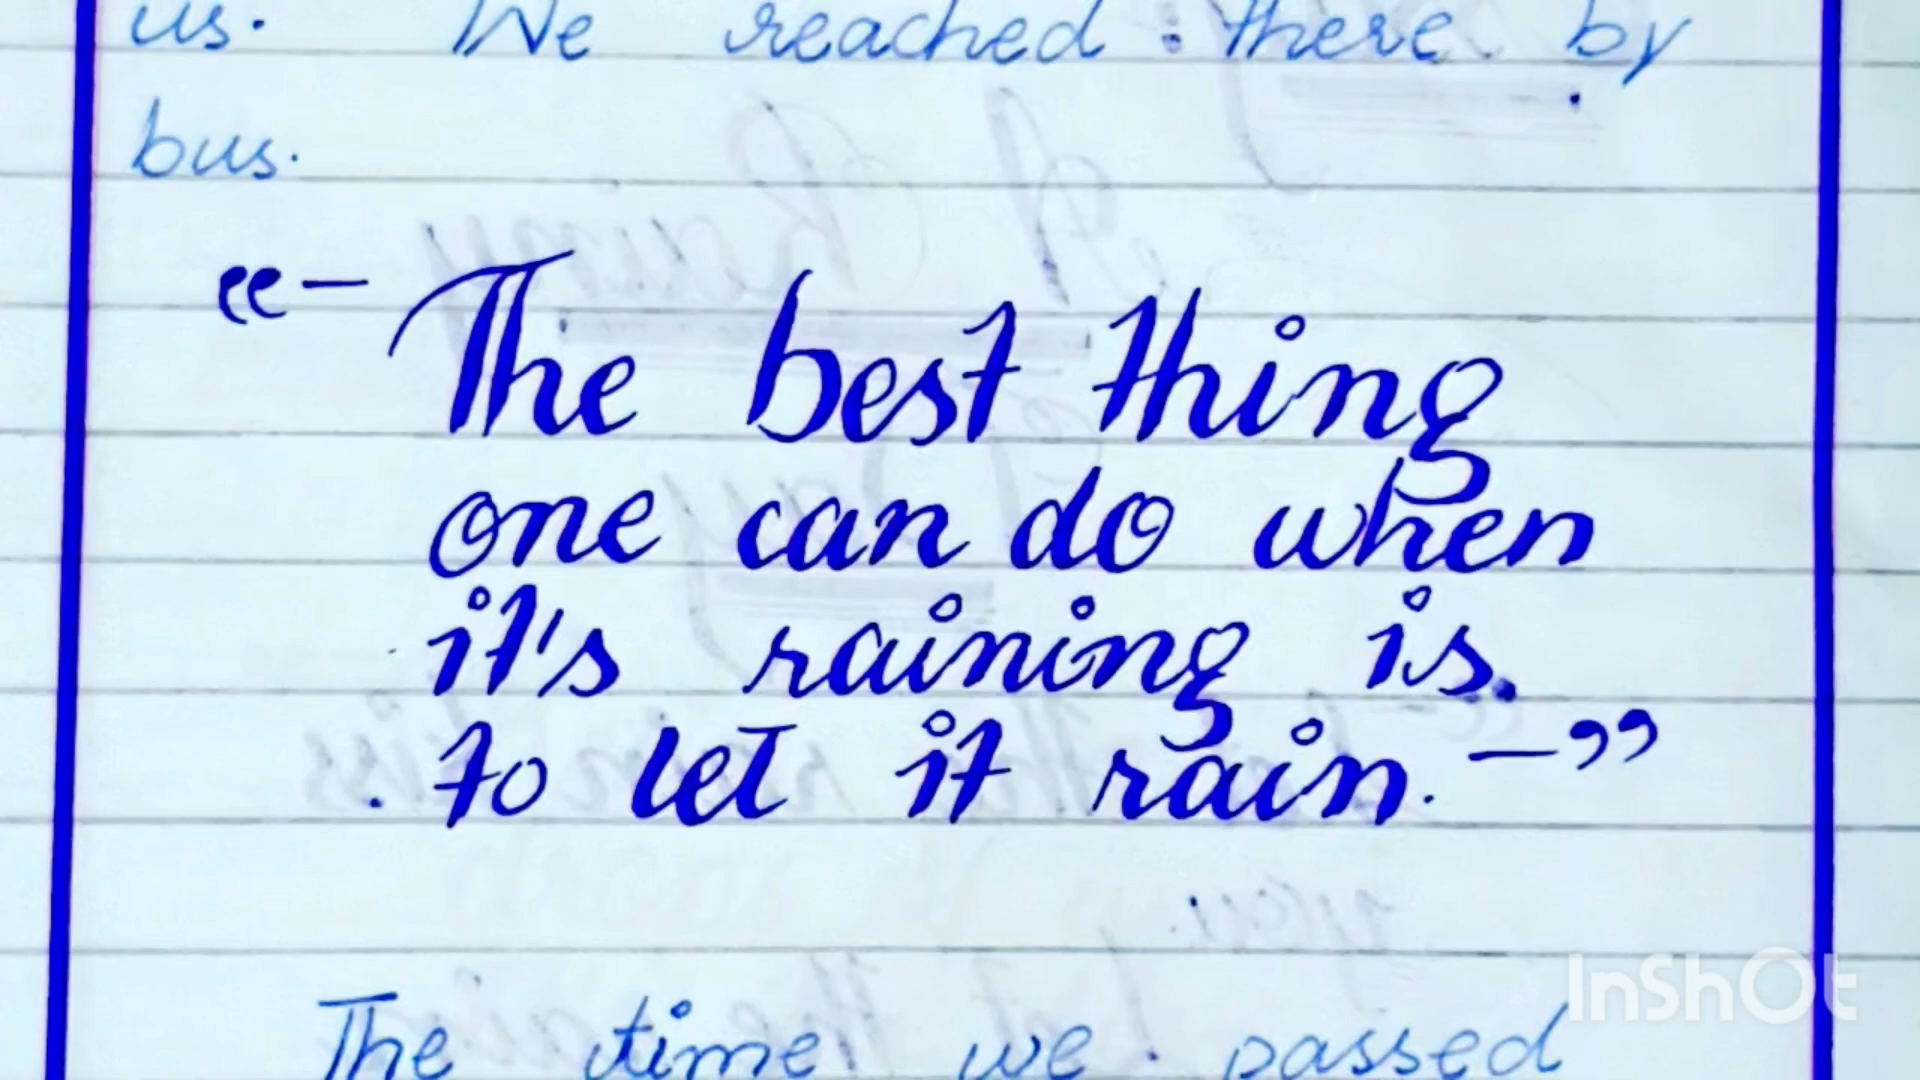 us. We reached there by
bus.
“- The best thing
one can do when
it's raining is
to let it rain. -”
The time we passed
InShOt